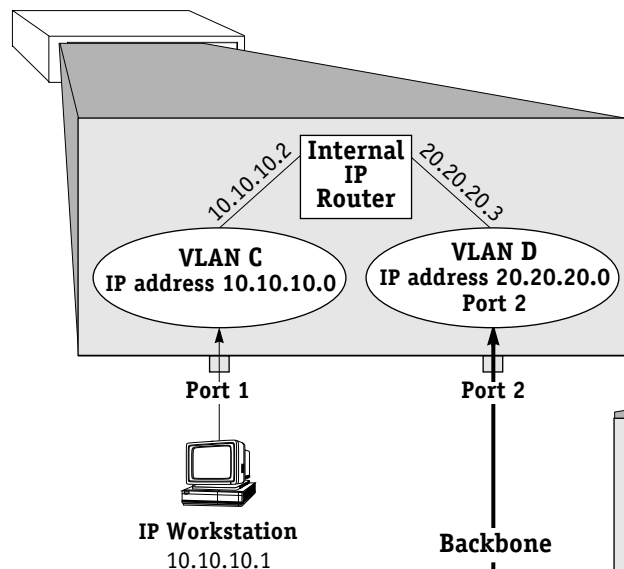 Internal
IP
Router
10.10.10.2
20.20.20.3
VLAN C
IP address 10.10.10.0
VLAN D
IP address 20.20.20.0
Port 2
Port 1
Port 2
IP Workstation
10.10.10.1
Backbone